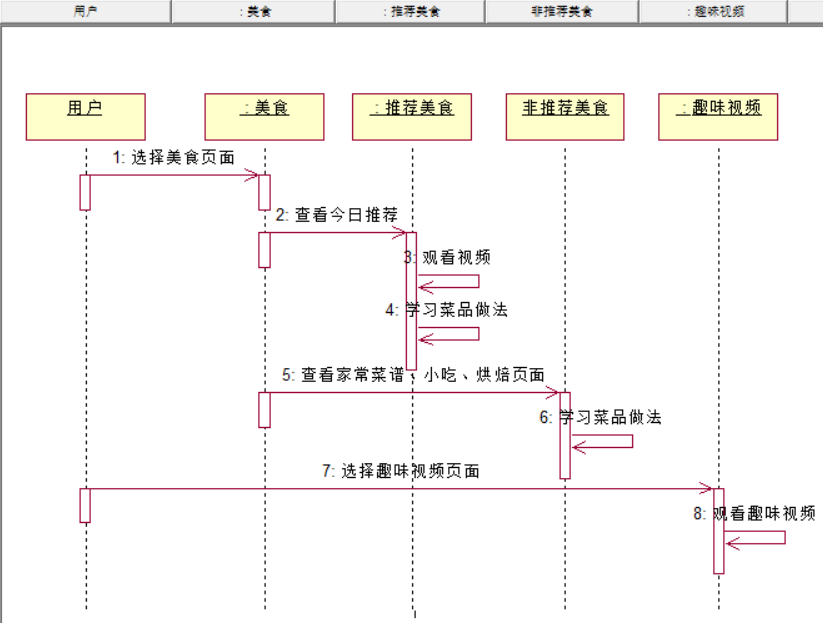 用户
: 美食
: 推荐美食
非推荐美食
: 趣味视频
用户
: 美食
: 推荐美食
非推荐美食
: 趣味视频
1: 选择美食页面
2: 查看今日推荐
3: 观看视频
4: 学习菜品做法
5: 查看家常菜谱、小吃、烘焙页面
6: 学习菜品做法
7: 选择趣味视频页面
8: 观看趣味视频